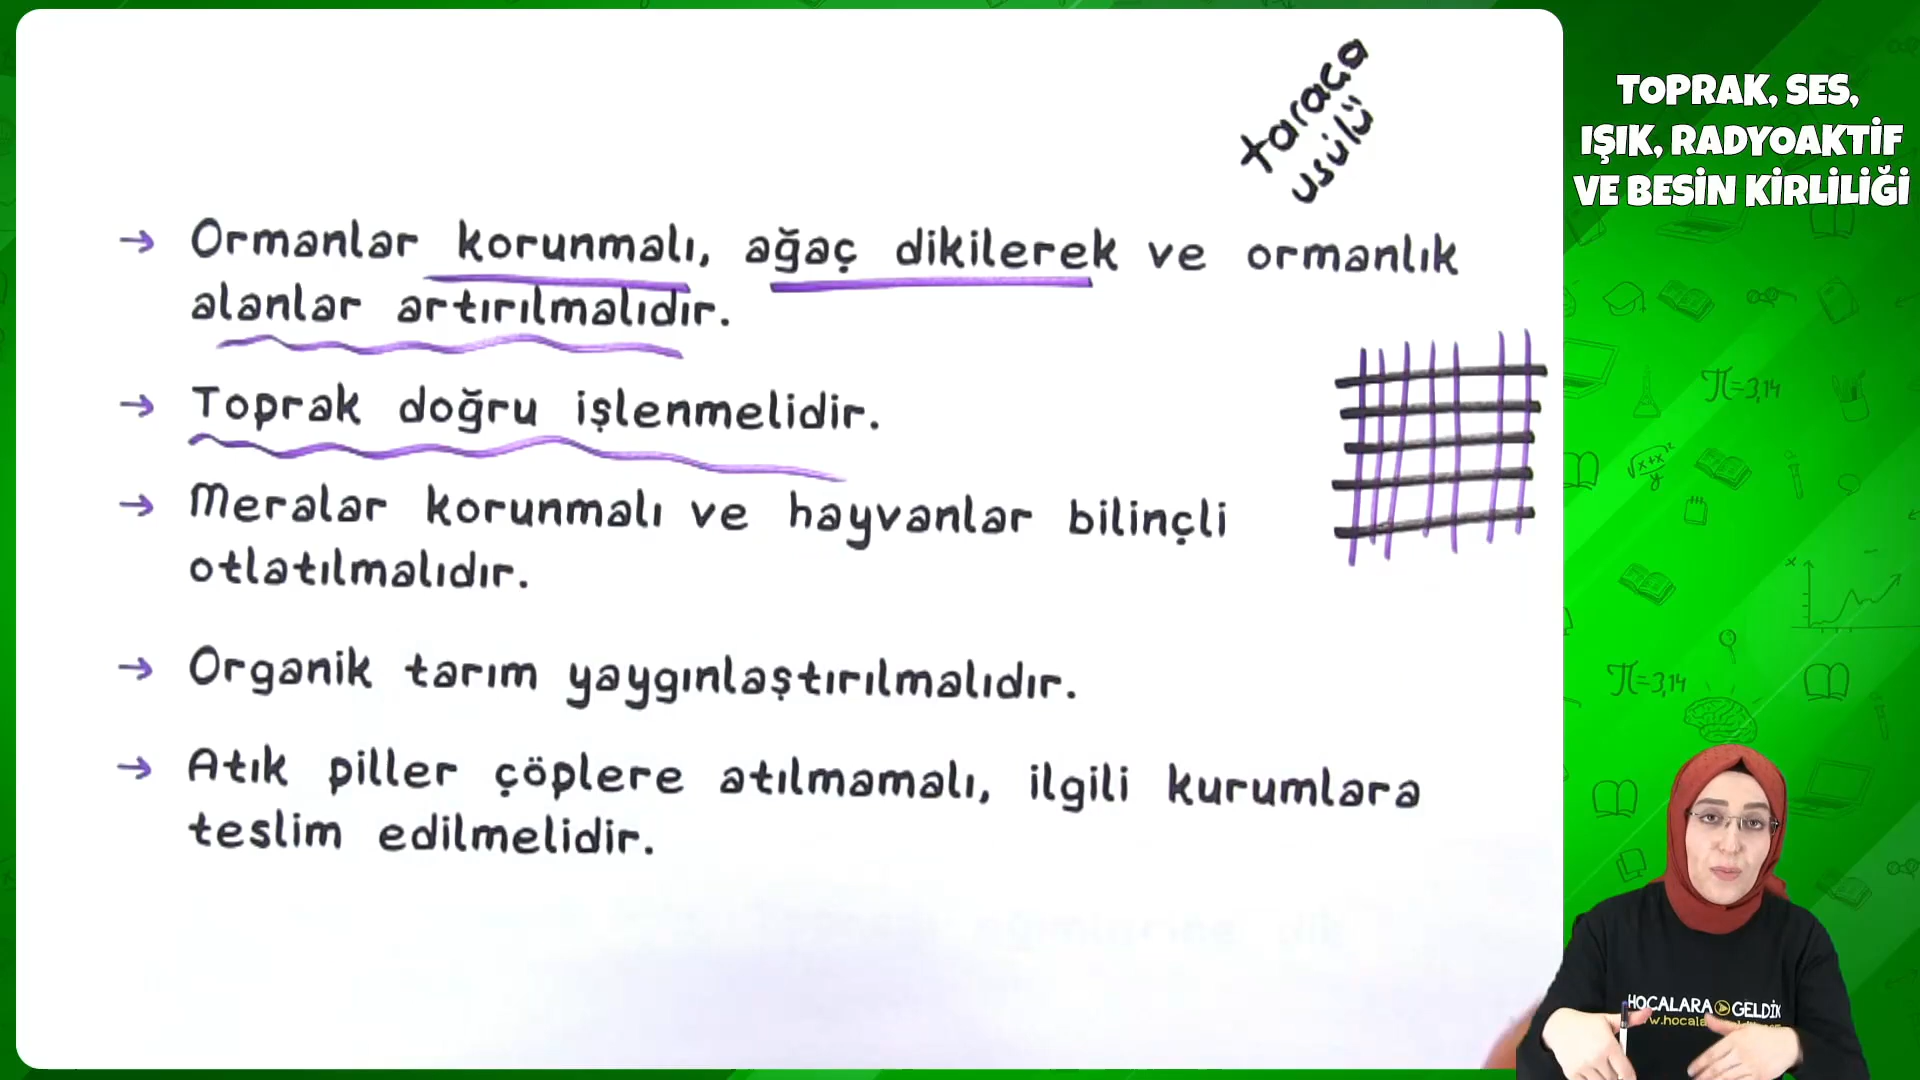 taraça
usülü
→ Ormanlar korunmalı, ağaç dikilerek ve ormanlık
alanlar artırılmalıdır.
→ Toprak doğru işlenmelidir.
→ Meralar korunmalı ve hayvanlar bilinçli
otlatılmalıdır.
→ Organik tarım yaygınlaştırılmalıdır.
→ Atık piller çöplere atılmamalı, ilgili kurumlara
teslim edilmelidir.
TOPRAK, SES,
IŞIK, RADYOAKTİF
VE BESİN KİRLİLİĞİ
π=3,14
π=3,14
HOCALARA GELDİK